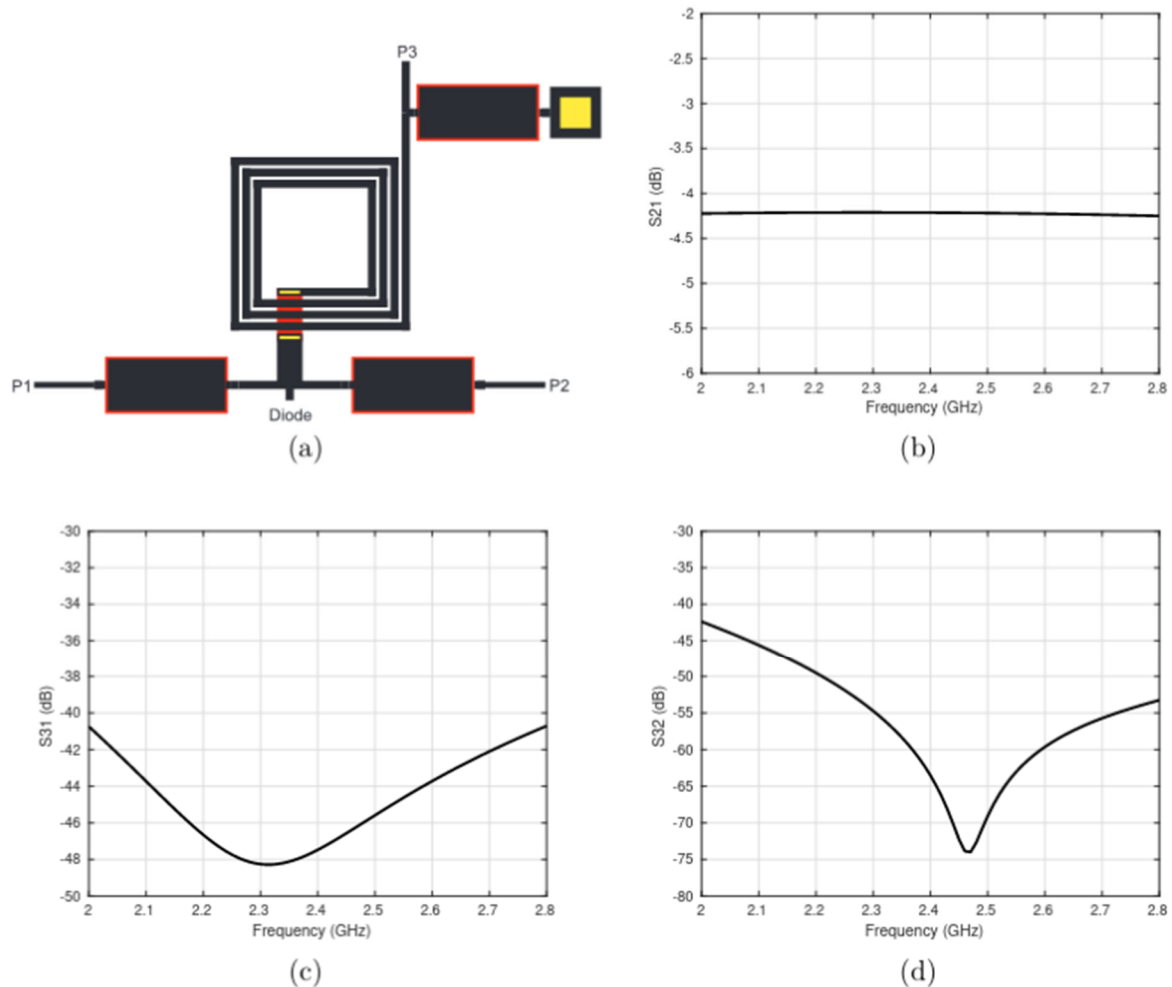 P3
P1
P2
Diode
(a)
-2
-2.5
-3
-3.5
-4
-4.5
-5
-5.5
-6
S21 (dB)
2 2.1 2.2 2.3 2.4 2.5 2.6 2.7 2.8
Frequency (GHz)
(b)
-30
-32
-34
-36
-38
-40
-42
-44
-46
-48
-50
S31 (dB)
2 2.1 2.2 2.3 2.4 2.5 2.6 2.7 2.8
Frequency (GHz)
(c)
-30
-35
-40
-45
-50
-55
-60
-65
-70
-75
-80
S32 (dB)
2 2.1 2.2 2.3 2.4 2.5 2.6 2.7 2.8
Frequency (GHz)
(d)